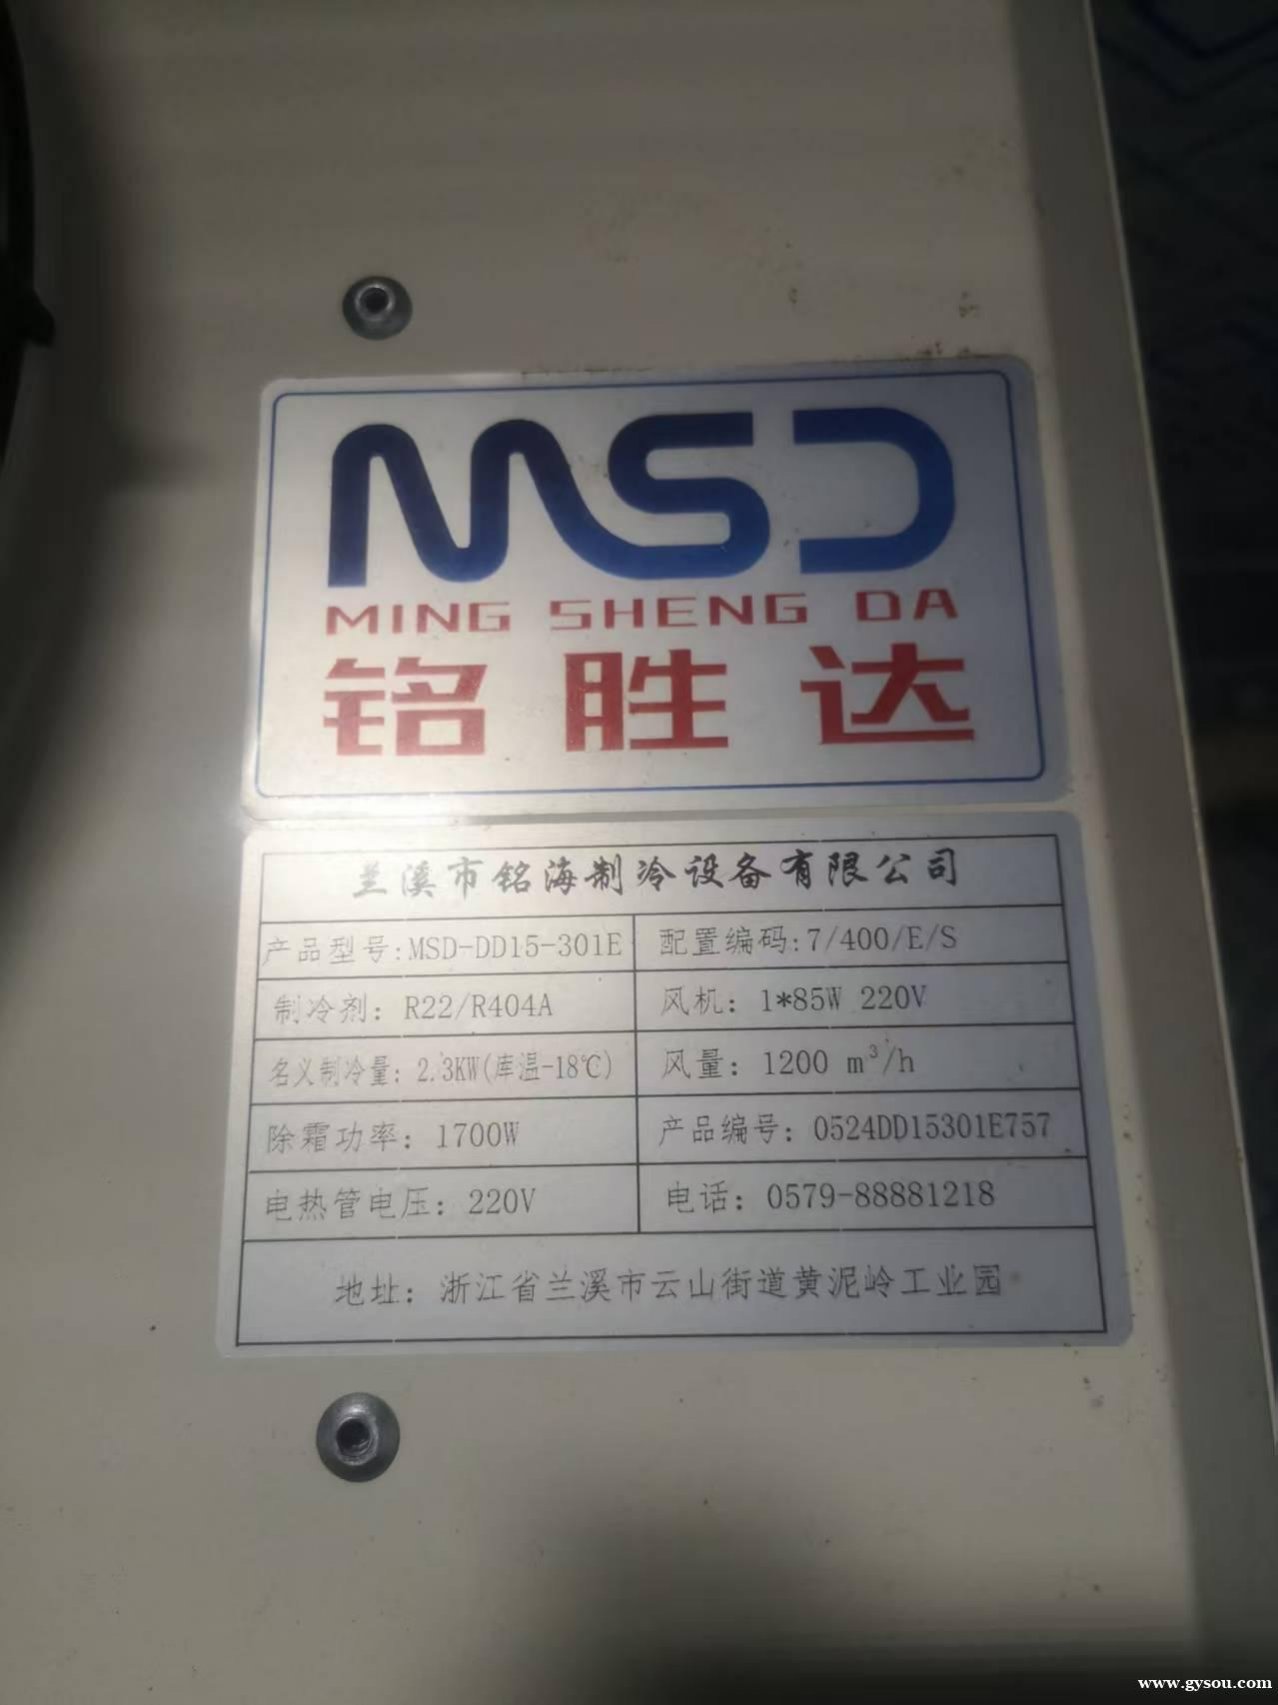 MSD
MING SHENG DA
铭胜达
兰溪市铭海制冷设备有限公司
产品型号:MSD-DD15-301E 配置编码:7/400/E/S
制冷剂: R22/R404A 风机: 1*85W 220V
名义制冷量: 2.3KW(库温-18℃) 风量: 1200 m³/h
除霜功率: 1700W 产品编号: 0524DD15301E757
电热管电压: 220V 电话: 0579-88881218
地址: 浙江省兰溪市云山街道黄泥岭工业园
www.gysou.com